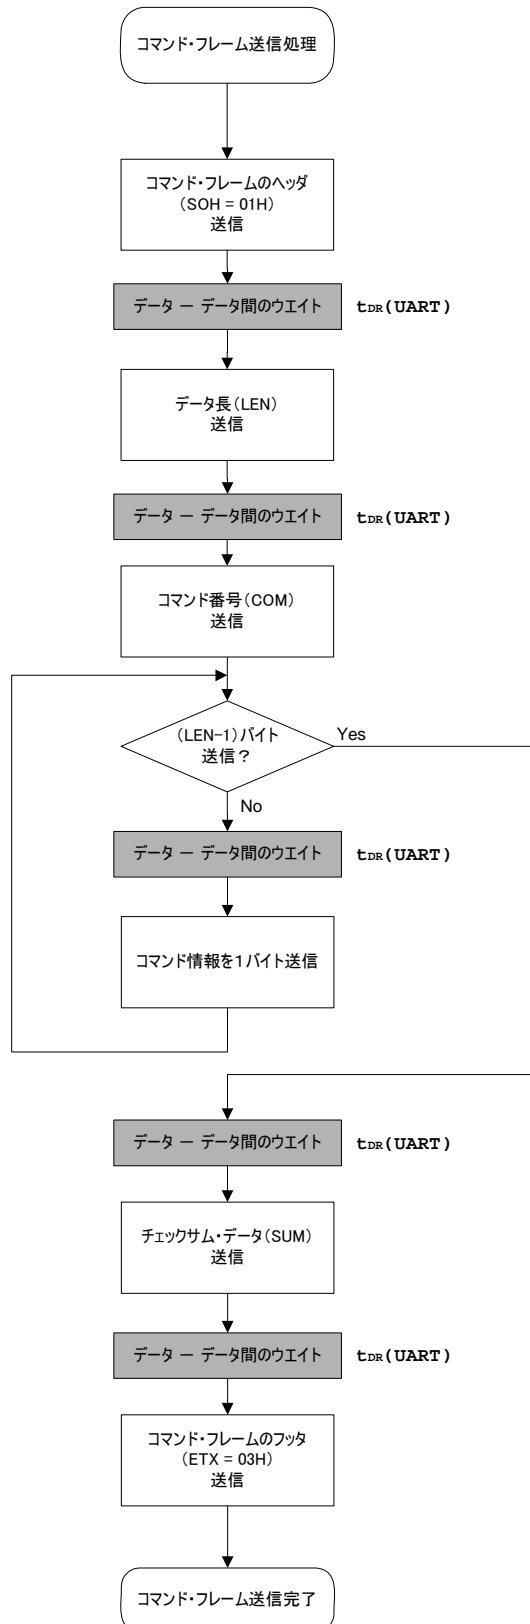 コマンド・フレーム送信処理
コマンド・フレームのヘッダ
(SOH = 01H)
送信
データ － データ間のウエイト
tDR(UART)
データ長(LEN)
送信
データ － データ間のウエイト
tDR(UART)
コマンド番号(COM)
送信
(LEN-1)バイト
送信？
Yes
No
データ － データ間のウエイト
tDR(UART)
コマンド情報を1バイト送信
データ － データ間のウエイト
tDR(UART)
チェックサム・データ(SUM)
送信
データ － データ間のウエイト
tDR(UART)
コマンド・フレームのフッタ
(ETX = 03H)
送信
コマンド・フレーム送信完了